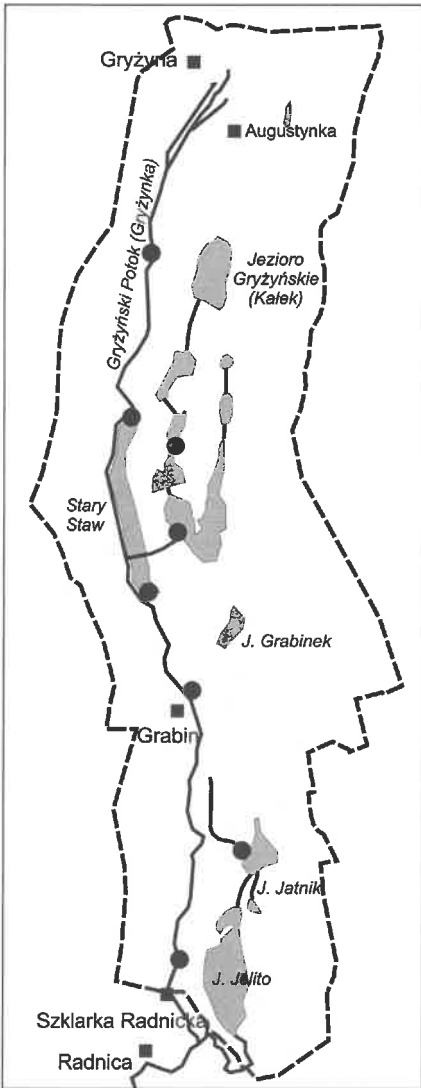 Gryżyna
Augustynka
Gryżyński Potok (Gryżynka)
Jezioro
Gryżyńskie
(Kałek)
Stary
Staw
J. Grabinek
Grabin
J. Jatnik
J. Jelito
Szklarka Radnicka
Radnica